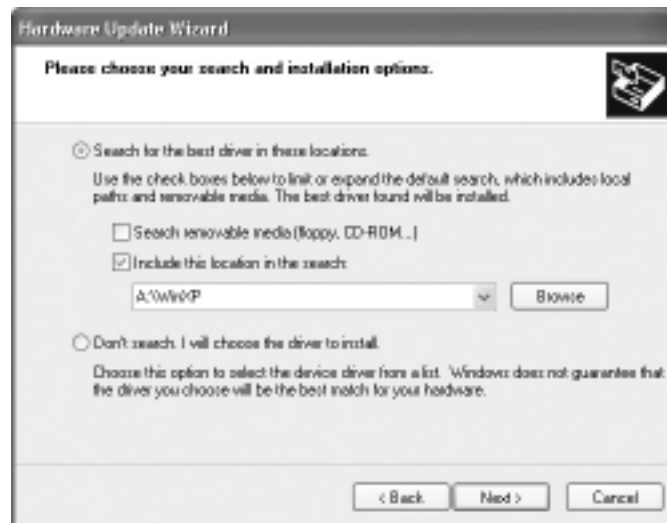 Hardware Update Wizard
Please choose your search and installation options.
Search for the best driver in these locations.
Use the check boxes below to limit or expand the default search, which includes local
paths and removable media. The best driver found will be installed.
Search removable media (floppy, CD-ROM...)
Include this location in the search:
A:\WinXP
Browse
Don't search. I will choose the driver to install.
Choose this option to select the device driver from a list. Windows does not guarantee that
the driver you choose will be the best match for your hardware.
< Back Next > Cancel